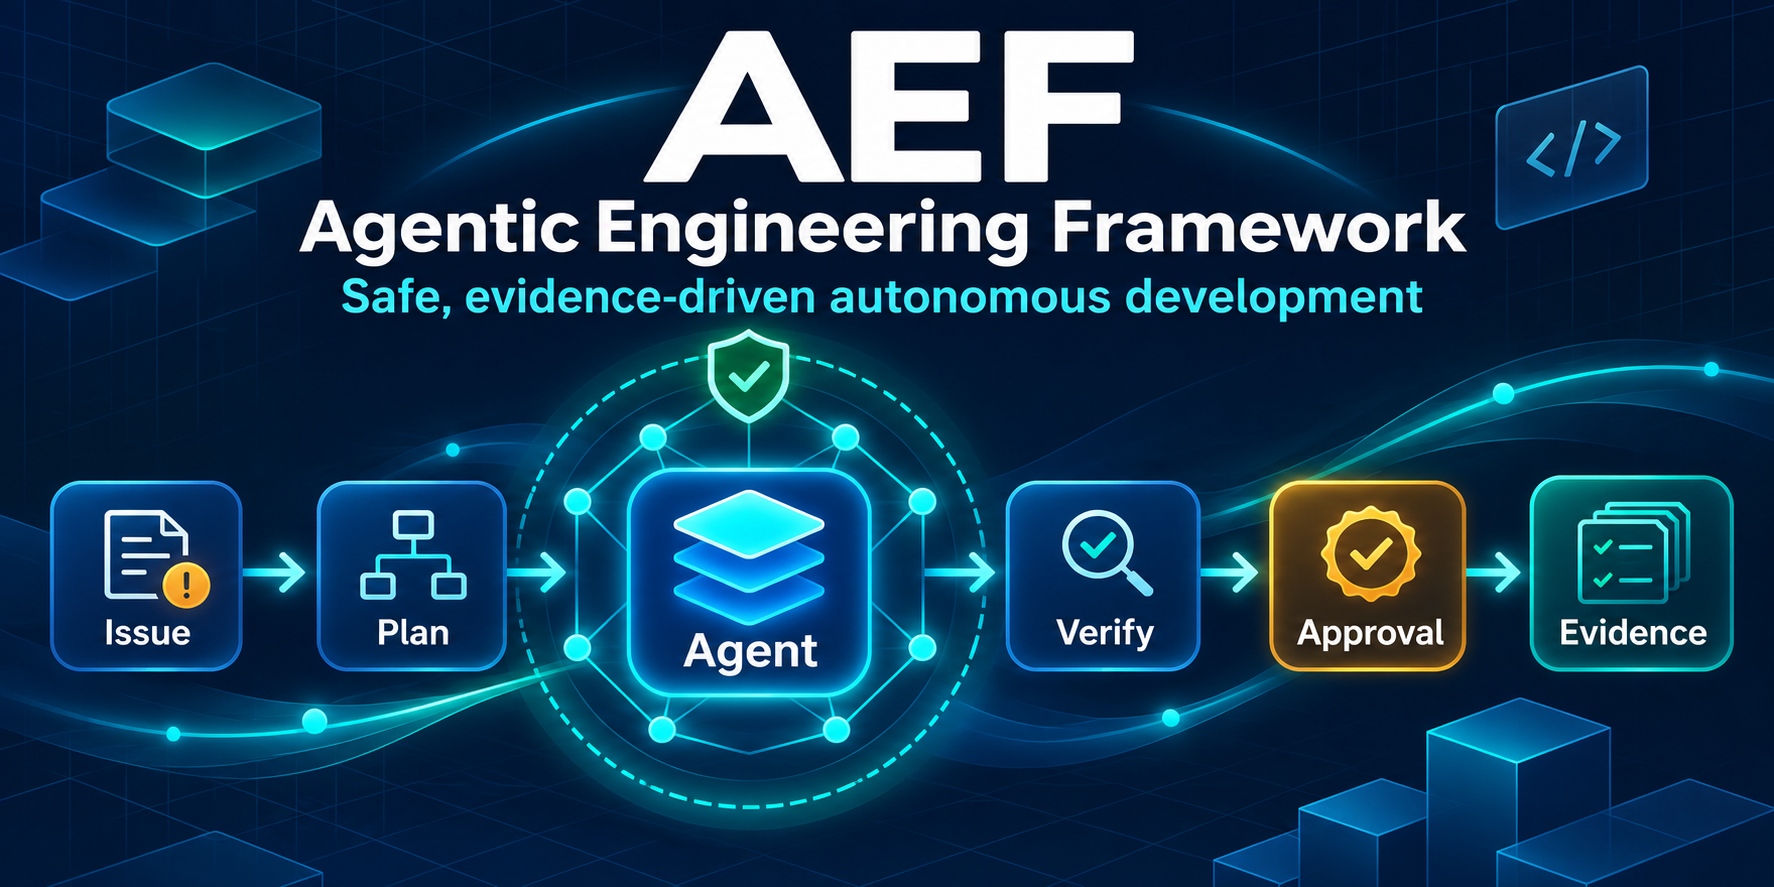 AEF
Agentic Engineering Framework
Safe, evidence-driven autonomous development
</>
!
Issue
Plan
Agent
Verify
Approval
Evidence